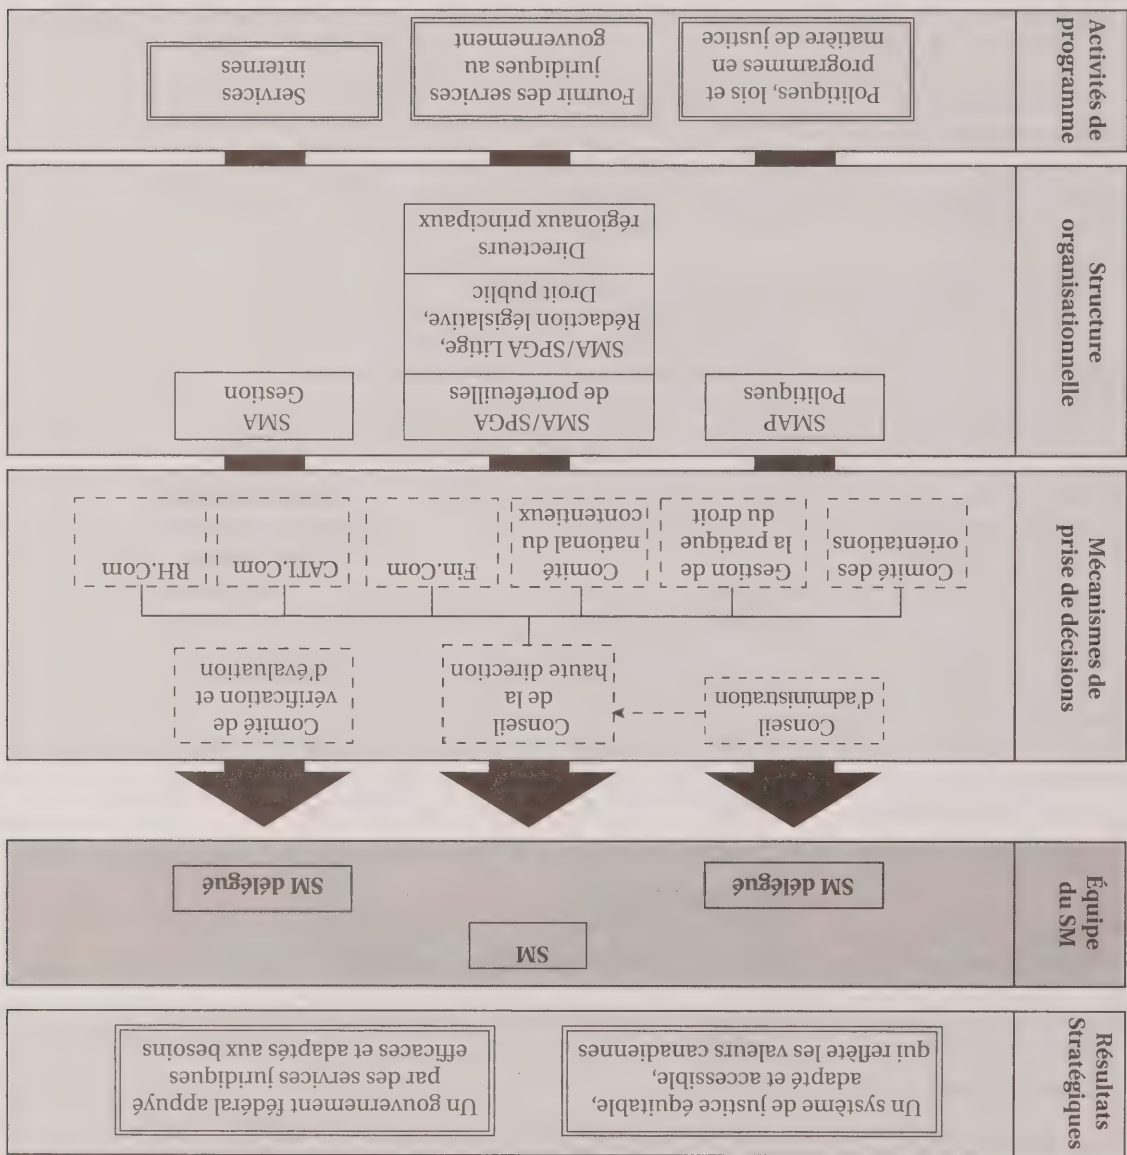 Résultats
Stratégiques
Un système de justice équitable,
adapté et accessible,
qui reflète les valeurs canadiennes
Un gouvernement fédéral appuyé
par des services juridiques
efficaces et adaptés aux besoins
Équipe
du SM
SM
SM délégué
SM délégué
Mécanismes de
prise de décisions
Conseil
d'administration
Conseil
de la
haute direction
Comité de
vérification et
d'évaluation
Comité des
orientations
Gestion de
la pratique
du droit
Comité
national du
contentieux
Fin.Com
CATI.Com
RH.Com
Structure
organisationnelle
SMAP
Politiques
SMA/SPGA
de portefeuilles
SMA/SPGA Litige,
Rédaction législative,
Droit public
Directeurs
régionaux principaux
SMA
Gestion
Activités de
programme
Politiques, lois et
programmes en
matière de justice
Fournir des services
juridiques au
gouvernement
Services
internes